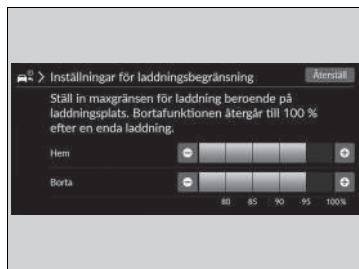 > Inställningar för laddningsbegränsning Återställ
Ställ in maxgränsen för laddning beroende på
laddningsplats. Bortafunktionen återgår till 100 %
efter en enda laddning.
Hem
Borta
80 85 90 95 100%